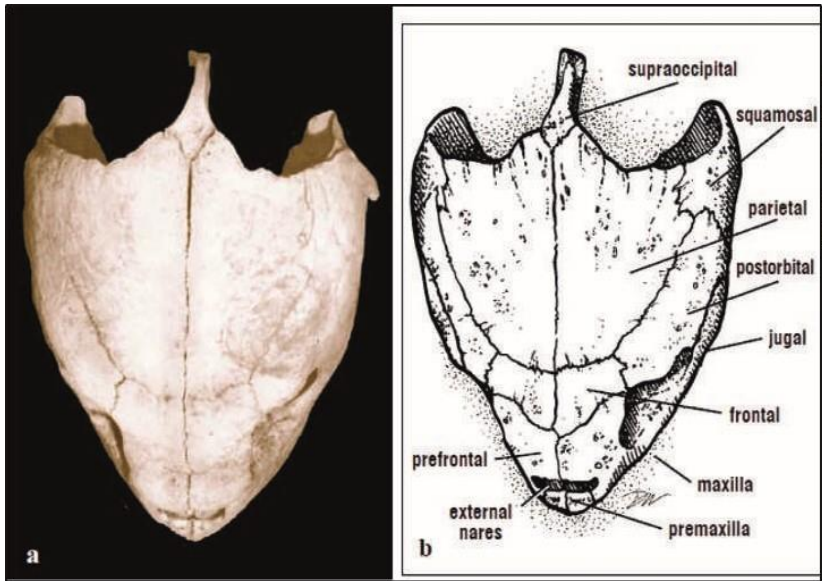 supraoccipital
squamosal
parietal
postorbital
jugal
frontal
prefrontal
maxilla
external
nares
premaxilla
a
b